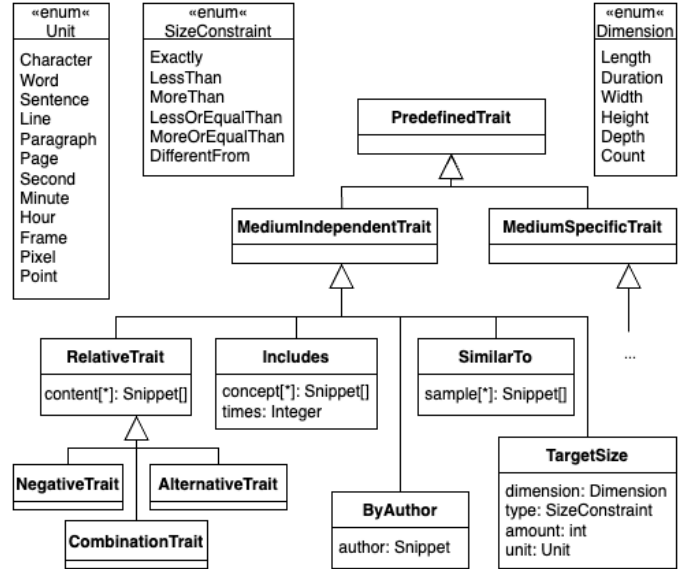 «enum«
Unit
Character
Word
Sentence
Line
Paragraph
Page
Second
Minute
Hour
Frame
Pixel
Point
«enum«
SizeConstraint
Exactly
LessThan
MoreThan
LessOrEqualThan
MoreOrEqualThan
DifferentFrom
«enum«
Dimension
Length
Duration
Width
Height
Depth
Count
PredefinedTrait
MediumIndependentTrait
MediumSpecificTrait
...
RelativeTrait
content[*]: Snippet[]
Includes
concept[*]: Snippet[]
times: Integer
SimilarTo
sample[*]: Snippet[]
NegativeTrait
AlternativeTrait
CombinationTrait
ByAuthor
author: Snippet
TargetSize
dimension: Dimension
type: SizeConstraint
amount: int
unit: Unit